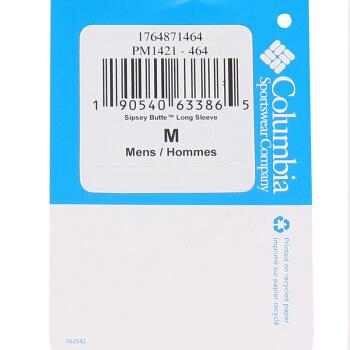 1764871464
PM1421 - 464
1 90540 63386 5
Sipsey Butte™ Long Sleeve
M
Mens / Hommes
Columbia
Sportswear Company
Printed on recycled paper
Imprimé sur papier recyclé
062542